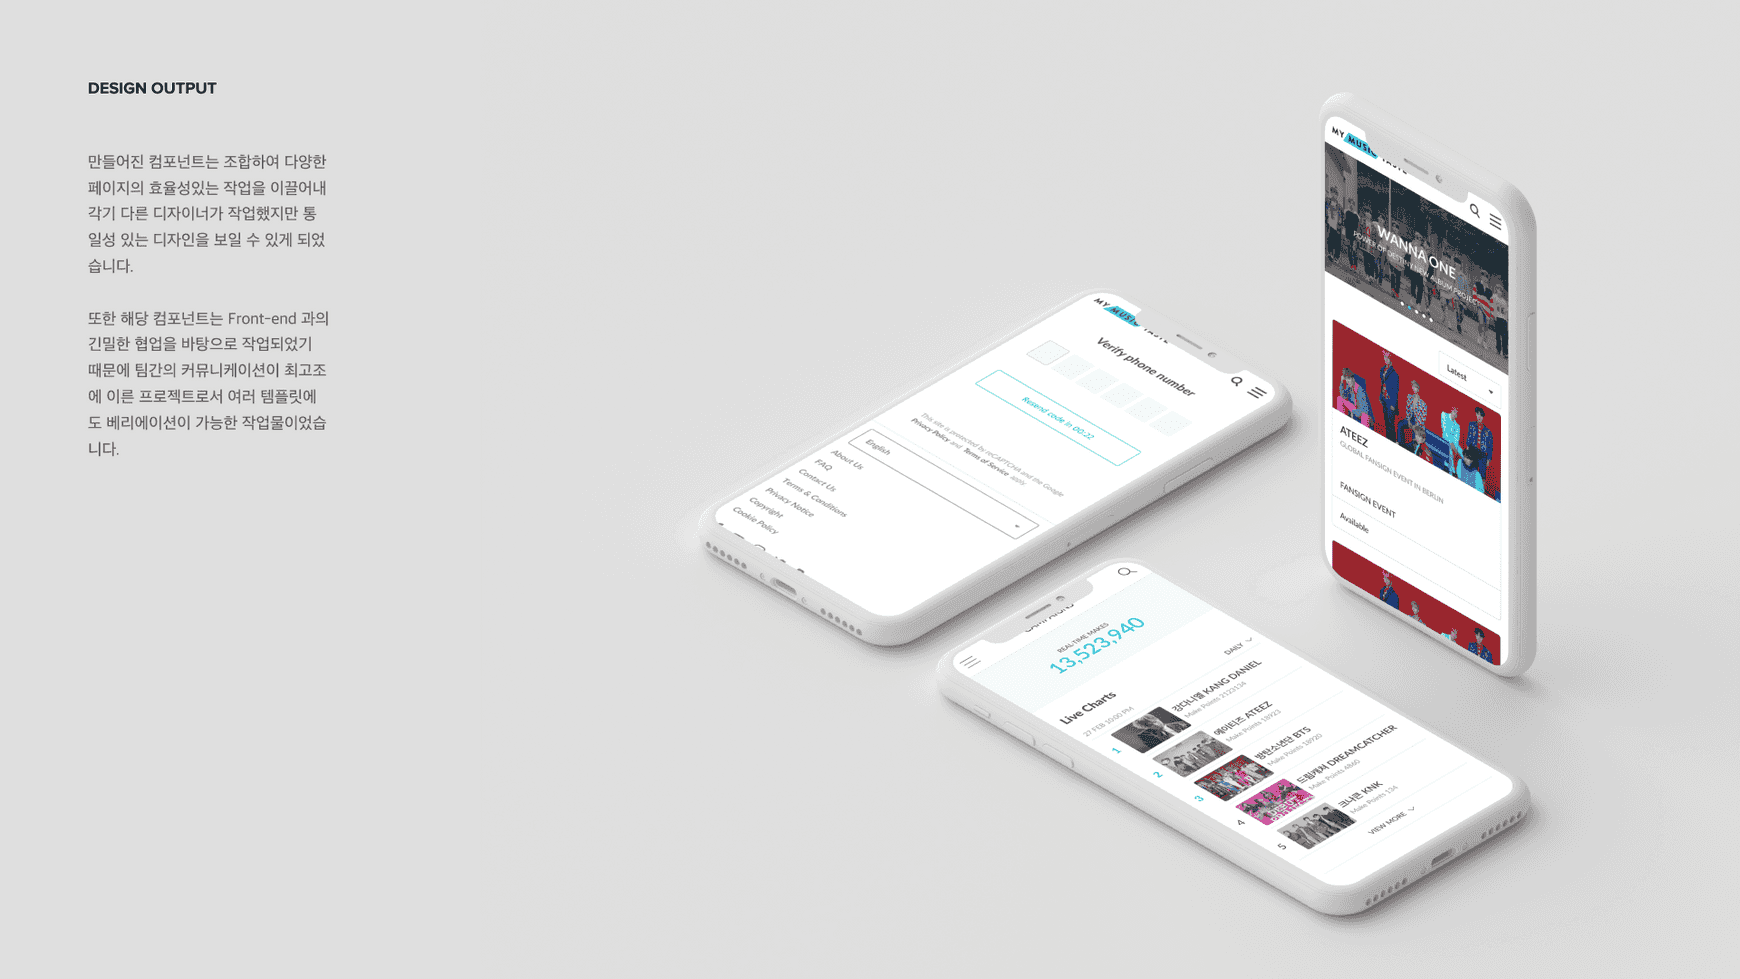 DESIGN OUTPUT
만들어진 컴포넌트는 조합하여 다양한
페이지의 효율성있는 작업을 이끌어내
각기 다른 디자이너가 작업했지만 통
일성 있는 디자인을 보일 수 있게 되었
습니다.
또한 해당 컴포넌트는 Front-end 과의
긴밀한 협업을 바탕으로 작업되었기
때문에 팀간의 커뮤니케이션이 최고조
에 이른 프로젝트로서 여러 템플릿에
도 베리에이션이 가능한 작업물이었습
니다.
MY MUSIC
Verify phone number
Resend code in 00:22
This site is protected by reCAPTCHA and the Google
Privacy Policy and Terms of Service apply
English
About Us
FAQ
Contact Us
Terms & Conditions
Privacy Notice
Copyright
Cookie Policy
MY MUSIC
WANNA ONE
POWER OF DESTINY NEW ALBUM PROJECT
Latest
ATEEZ
GLOBAL FANSIGN EVENT IN BERLIN
FANSIGN EVENT
Available
REAL-TIME MAKES
13,523,940
DAILY
Live Charts
27 FEB 10:00 PM
1
강다니엘 KANG DANIEL
Make Points 2123134
2
에이티즈 ATEEZ
Make Points 18923
3
방탄소년단 BTS
Make Points 18920
4
드림캐쳐 DREAMCATCHER
Make Points 4860
5
크나큰 KNK
Make Points 134
VIEW MORE